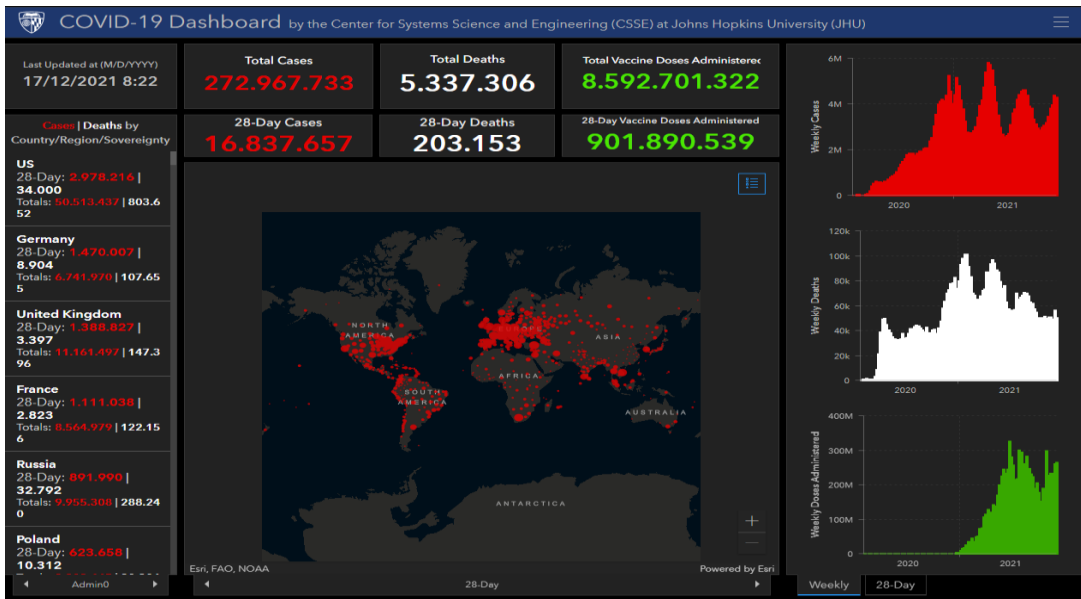 COVID-19 Dashboard by the Center for Systems Science and Engineering (CSSE) at Johns Hopkins University (JHU)
Last Updated at (M/D/YYYY)
17/12/2021 8:22
Cases | Deaths by
Country/Region/Sovereignty
US
28-Day: 2.978.216 |
34.000
Totals: 50.513.437 | 803.6
52
Germany
28-Day: 1.470.007 |
8.904
Totals: 6.741.970 | 107.65
5
United Kingdom
28-Day: 1.388.827 |
3.397
Totals: 11.161.497 | 147.3
96
France
28-Day: 1.111.038 |
2.823
Totals: 8.564.979 | 122.15
6
Russia
28-Day: 891.990 |
32.792
Totals: 9.955.308 | 288.24
0
Poland
28-Day: 623.658 |
10.312
Admin0
Total Cases
272.967.733
Total Deaths
5.337.306
Total Vaccine Doses Administerec
8.592.701.322
28-Day Cases
16.837.657
28-Day Deaths
203.153
28-Day Vaccine Doses Administered
901.890.539
NORTH
AMERICA
EUROPE
ASIA
AFRICA
SOUTH
AMERICA
AUSTRALIA
ANTARCTICA
Esri, FAO, NOAA
Powered by Esri
28-Day
Weekly Cases
6M
4M
2M
0
2020
2021
Weekly Deaths
120k
100k
80k
60k
40k
20k
0
2020
2021
Weekly Doses Administered
400M
300M
200M
100M
0
2020
2021
Weekly
28-Day